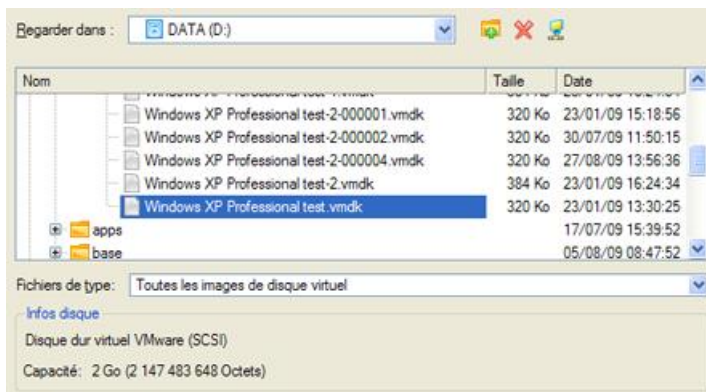 Regarder dans : DATA (D:)
Nom Taille Date
Windows XP Professional test-2-000001.vmdk 320 Ko 23/01/09 15:18:56
Windows XP Professional test-2-000002.vmdk 320 Ko 30/07/09 11:50:15
Windows XP Professional test-2-000004.vmdk 320 Ko 27/08/09 13:56:36
Windows XP Professional test-2.vmdk 384 Ko 23/01/09 16:24:34
Windows XP Professional test.vmdk 320 Ko 23/01/09 13:30:25
apps 17/07/09 15:39:52
base 05/08/09 08:47:52
Fichiers de type: Toutes les images de disque virtuel
Infos disque
Disque dur virtuel VMware (SCSI)
Capacité: 2 Go (2 147 483 648 Octets)